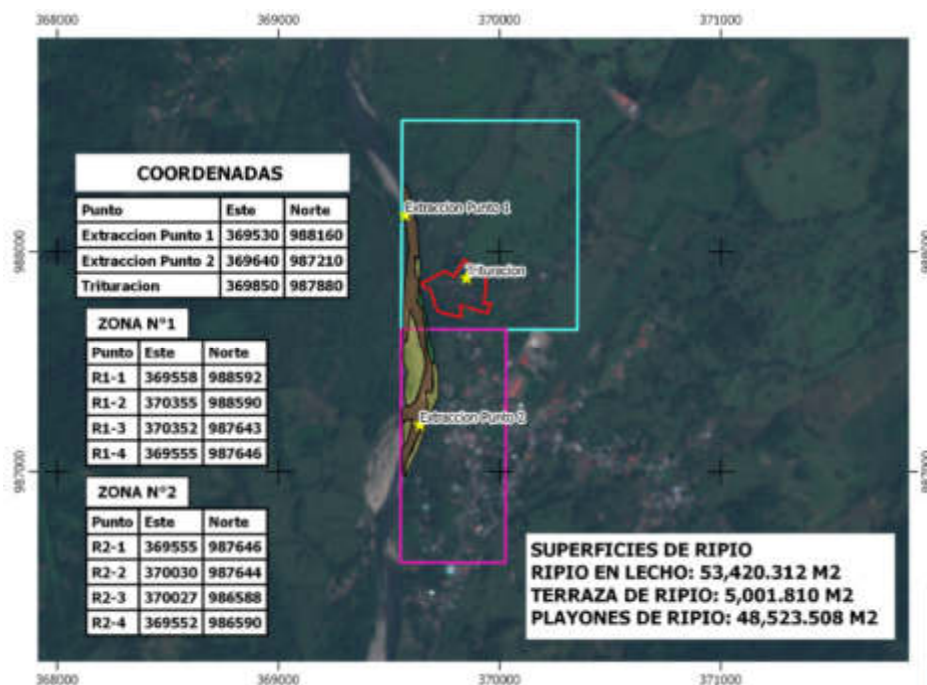 368000 369000 370000 371000
COORDENADAS
Punto Este Norte
Extraccion Punto 1 369530 988160
Extraccion Punto 2 369640 987210
Trituracion 369850 987880
ZONA N°1
Punto Este Norte
R1-1 369558 988592
R1-2 370355 988590
R1-3 370352 987643
R1-4 369555 987646
ZONA N°2
Punto Este Norte
R2-1 369555 987646
R2-2 370030 987644
R2-3 370027 986588
R2-4 369552 986590
Extraccion Punto 1
Trituracion
Extraccion Punto 2
988000
987000
988000
987000
SUPERFICIES DE RIPIO
RIPIO EN LECHO: 53,420.312 M2
TERRAZA DE RIPIO: 5,001.810 M2
PLAYONES DE RIPIO: 48,523.508 M2
368000 369000 370000 371000